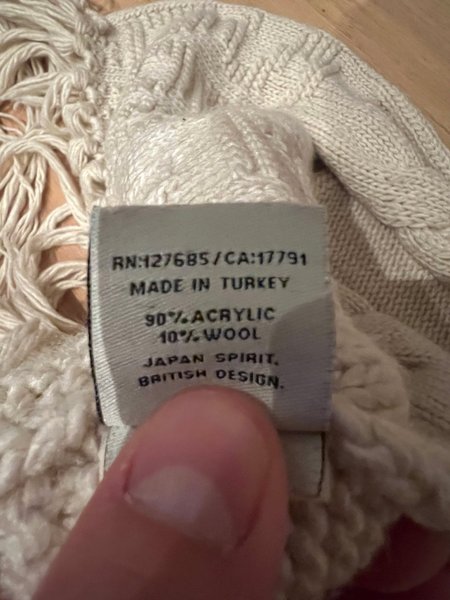 RN:127685/CA:17791
MADE IN TURKEY
90% ACRYLIC
10% WOOL
JAPAN SPIRIT.
BRITISH DESIGN.